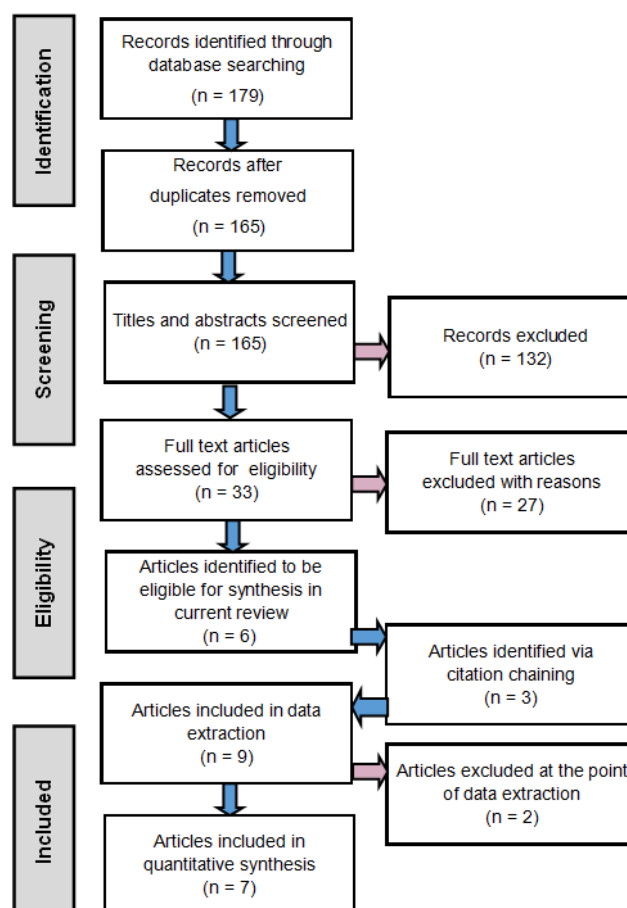 Identification
Records identified through
database searching
(n = 179)
Records after
duplicates removed
(n = 165)
Screening
Titles and abstracts screened
(n = 165)
Records excluded
(n = 132)
Full text articles
assessed for eligibility
(n = 33)
Full text articles
excluded with reasons
(n = 27)
Eligibility
Articles identified to be
eligible for synthesis in
current review
(n = 6)
Articles identified via
citation chaining
(n = 3)
Included
Articles included in data
extraction
(n = 9)
Articles excluded at the point
of data extraction
(n = 2)
Articles included in
quantitative synthesis
(n = 7)